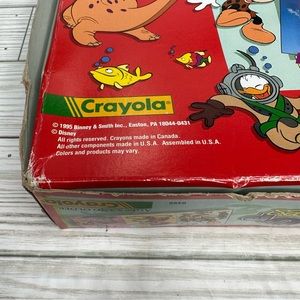 Crayola®
© 1995 Binney & Smith Inc., Easton, PA 18044-0431
© Disney
All rights reserved. Crayons made in Canada.
All other components made in U.S.A. Assembled in U.S.A.
Colors and products may vary.
Crayola